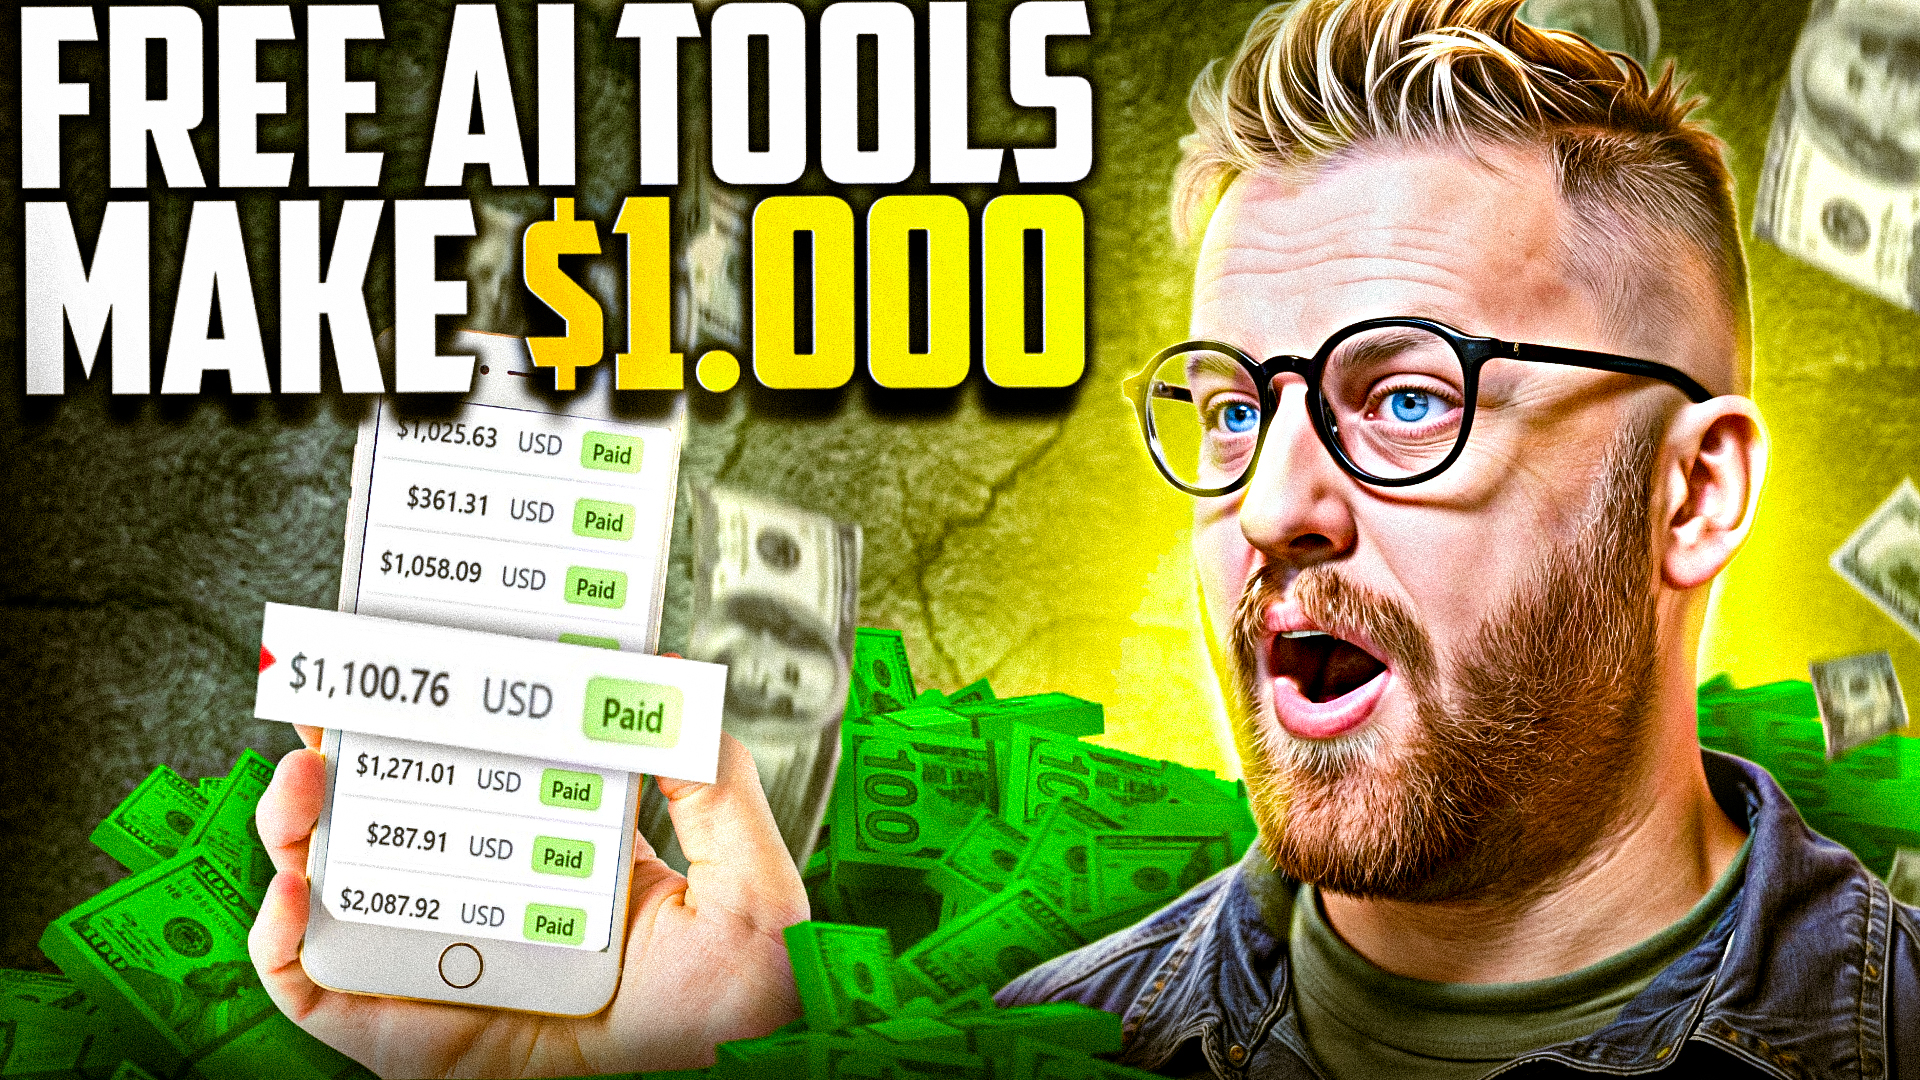 FREE AI TOOLS
MAKE $1.000
$1,025.63 USD Paid
$361.31 USD Paid
$1,058.09 USD Paid
$1,100.76 USD Paid
$1,271.01 USD Paid
$287.91 USD Paid
$2,087.92 USD Paid
100